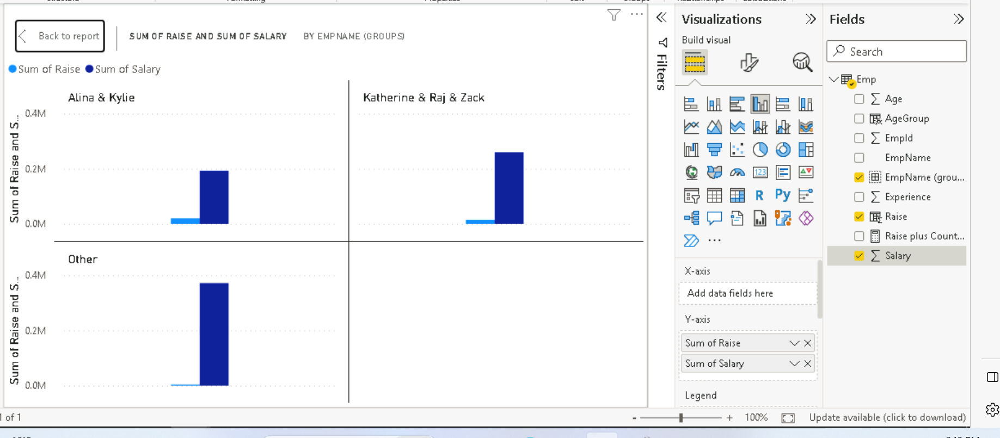 Back to report
SUM OF RAISE AND SUM OF SALARY BY EMPNAME (GROUPS)
Sum of Raise Sum of Salary
Alina & Kylie
Sum of Raise and S...
0.4M
0.2M
0.0M
Katherine & Raj & Zack
Other
Sum of Raise and S...
0.4M
0.2M
0.0M
Filters
Visualizations
Build visual
123
R
Py
...
X-axis
Add data fields here
Y-axis
Sum of Raise
Sum of Salary
Legend
Fields
Search
Emp
Age
AgeGroup
EmpId
EmpName
EmpName (grou...
Experience
Raise
Raise plus Count...
Salary
1 of 1
- + 100%
Update available (click to download)